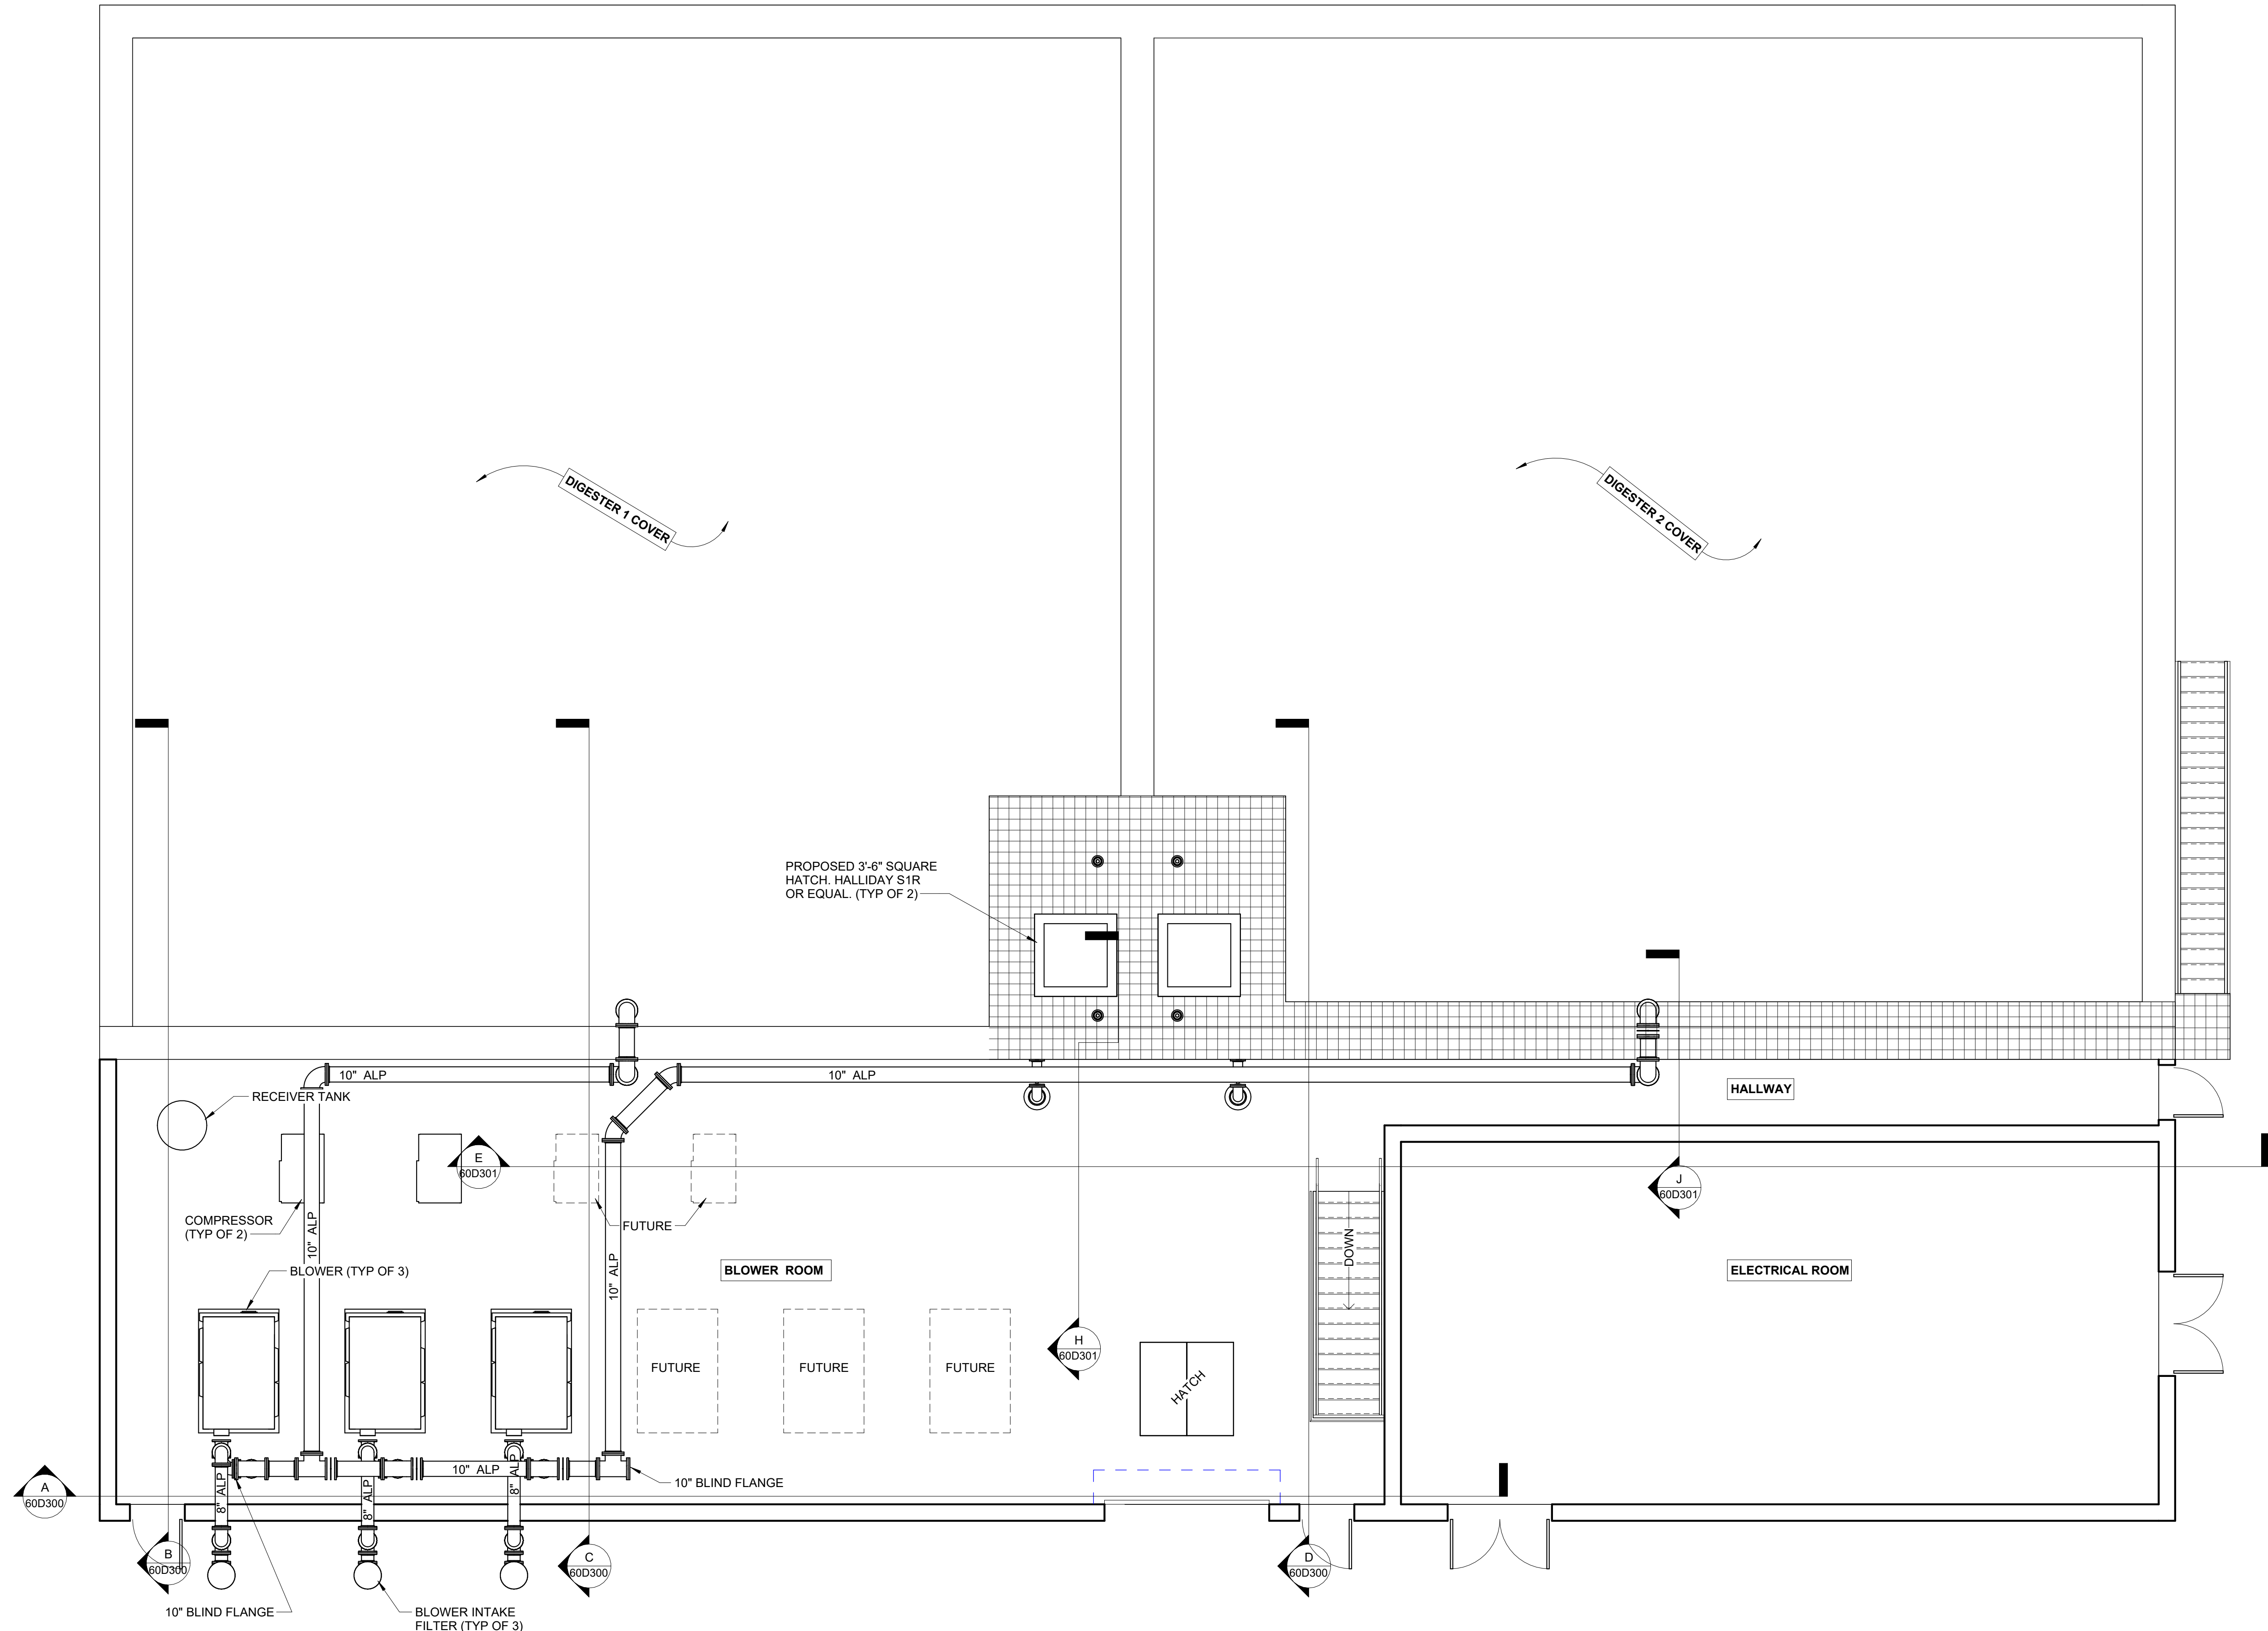 DIGESTER 1 COVER
DIGESTER 2 COVER
PROPOSED 3'-6" SQUARE
HATCH. HALLIDAY S1R
OR EQUAL. (TYP OF 2)
10" ALP
10" ALP
HALLWAY
RECEIVER TANK
E
60D301
J
60D301
COMPRESSOR
(TYP OF 2)
10" ALP
FUTURE
DOWN
BLOWER (TYP OF 3)
10" ALP
BLOWER ROOM
ELECTRICAL ROOM
H
60D301
FUTURE
FUTURE
FUTURE
HATCH
10" ALP
10" BLIND FLANGE
A
60D300
8" ALP
8" ALP
8" ALP
B
60D300
C
60D300
D
60D300
10" BLIND FLANGE
BLOWER INTAKE
FILTER (TYP OF 3)